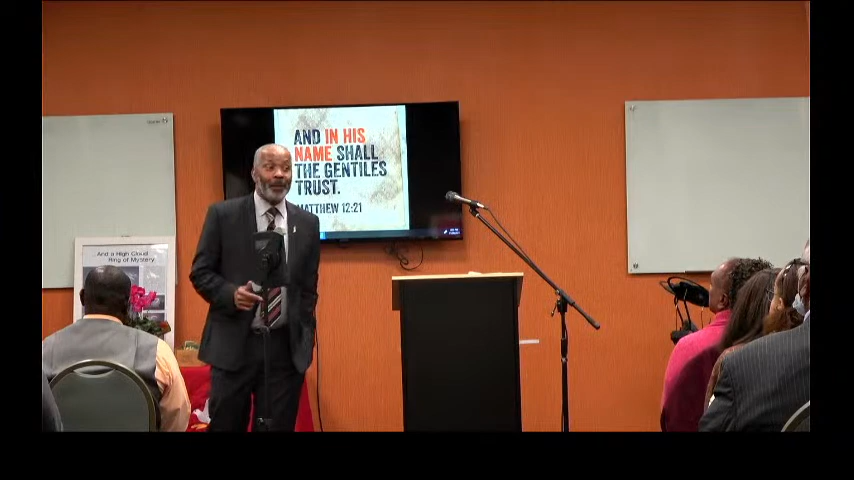 AND IN HIS
NAME SHALL
THE GENTILES
TRUST.
MATTHEW 12:21
And a High Cloud
Ring of Mystery